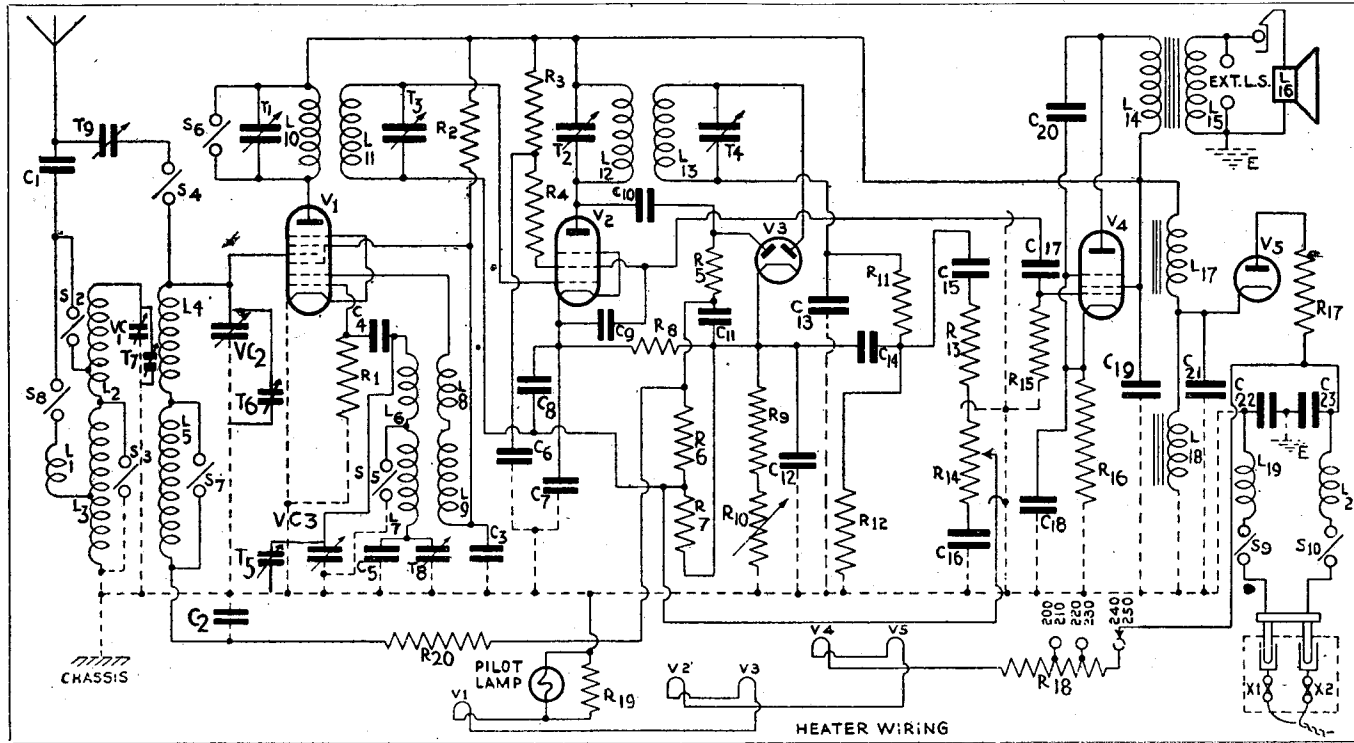 T9
C1
S4
S8
S2
L2
L1
L3
S3
VC1
T7
L4
L5
S7
VC2
T6
C2
CHASSIS
S6
T1
L10
V1
L11
T3
R2
R1
C4
L6
S5
L7
L8
L9
VC3
T5
C5
T8
C3
R20
R3
R4
T2
L12
L13
T4
V2
C10
R5
V3
C9
C11
R8
C8
C6
C7
R6
R7
R9
R10
C12
C13
R11
C14
R12
C15
R13
R14
C16
C17
R15
C18
R16
V4
C19
C20
L14
L15
EXT. L.S.
L16
E
L17
L18
V5
R17
C21
C22
C23
E
L19
L2
S9
S10
X1
X2
PILOT LAMP
R19
V1
V2
V3
V4
V5
R18
200
210
220
230
240
250
HEATER WIRING